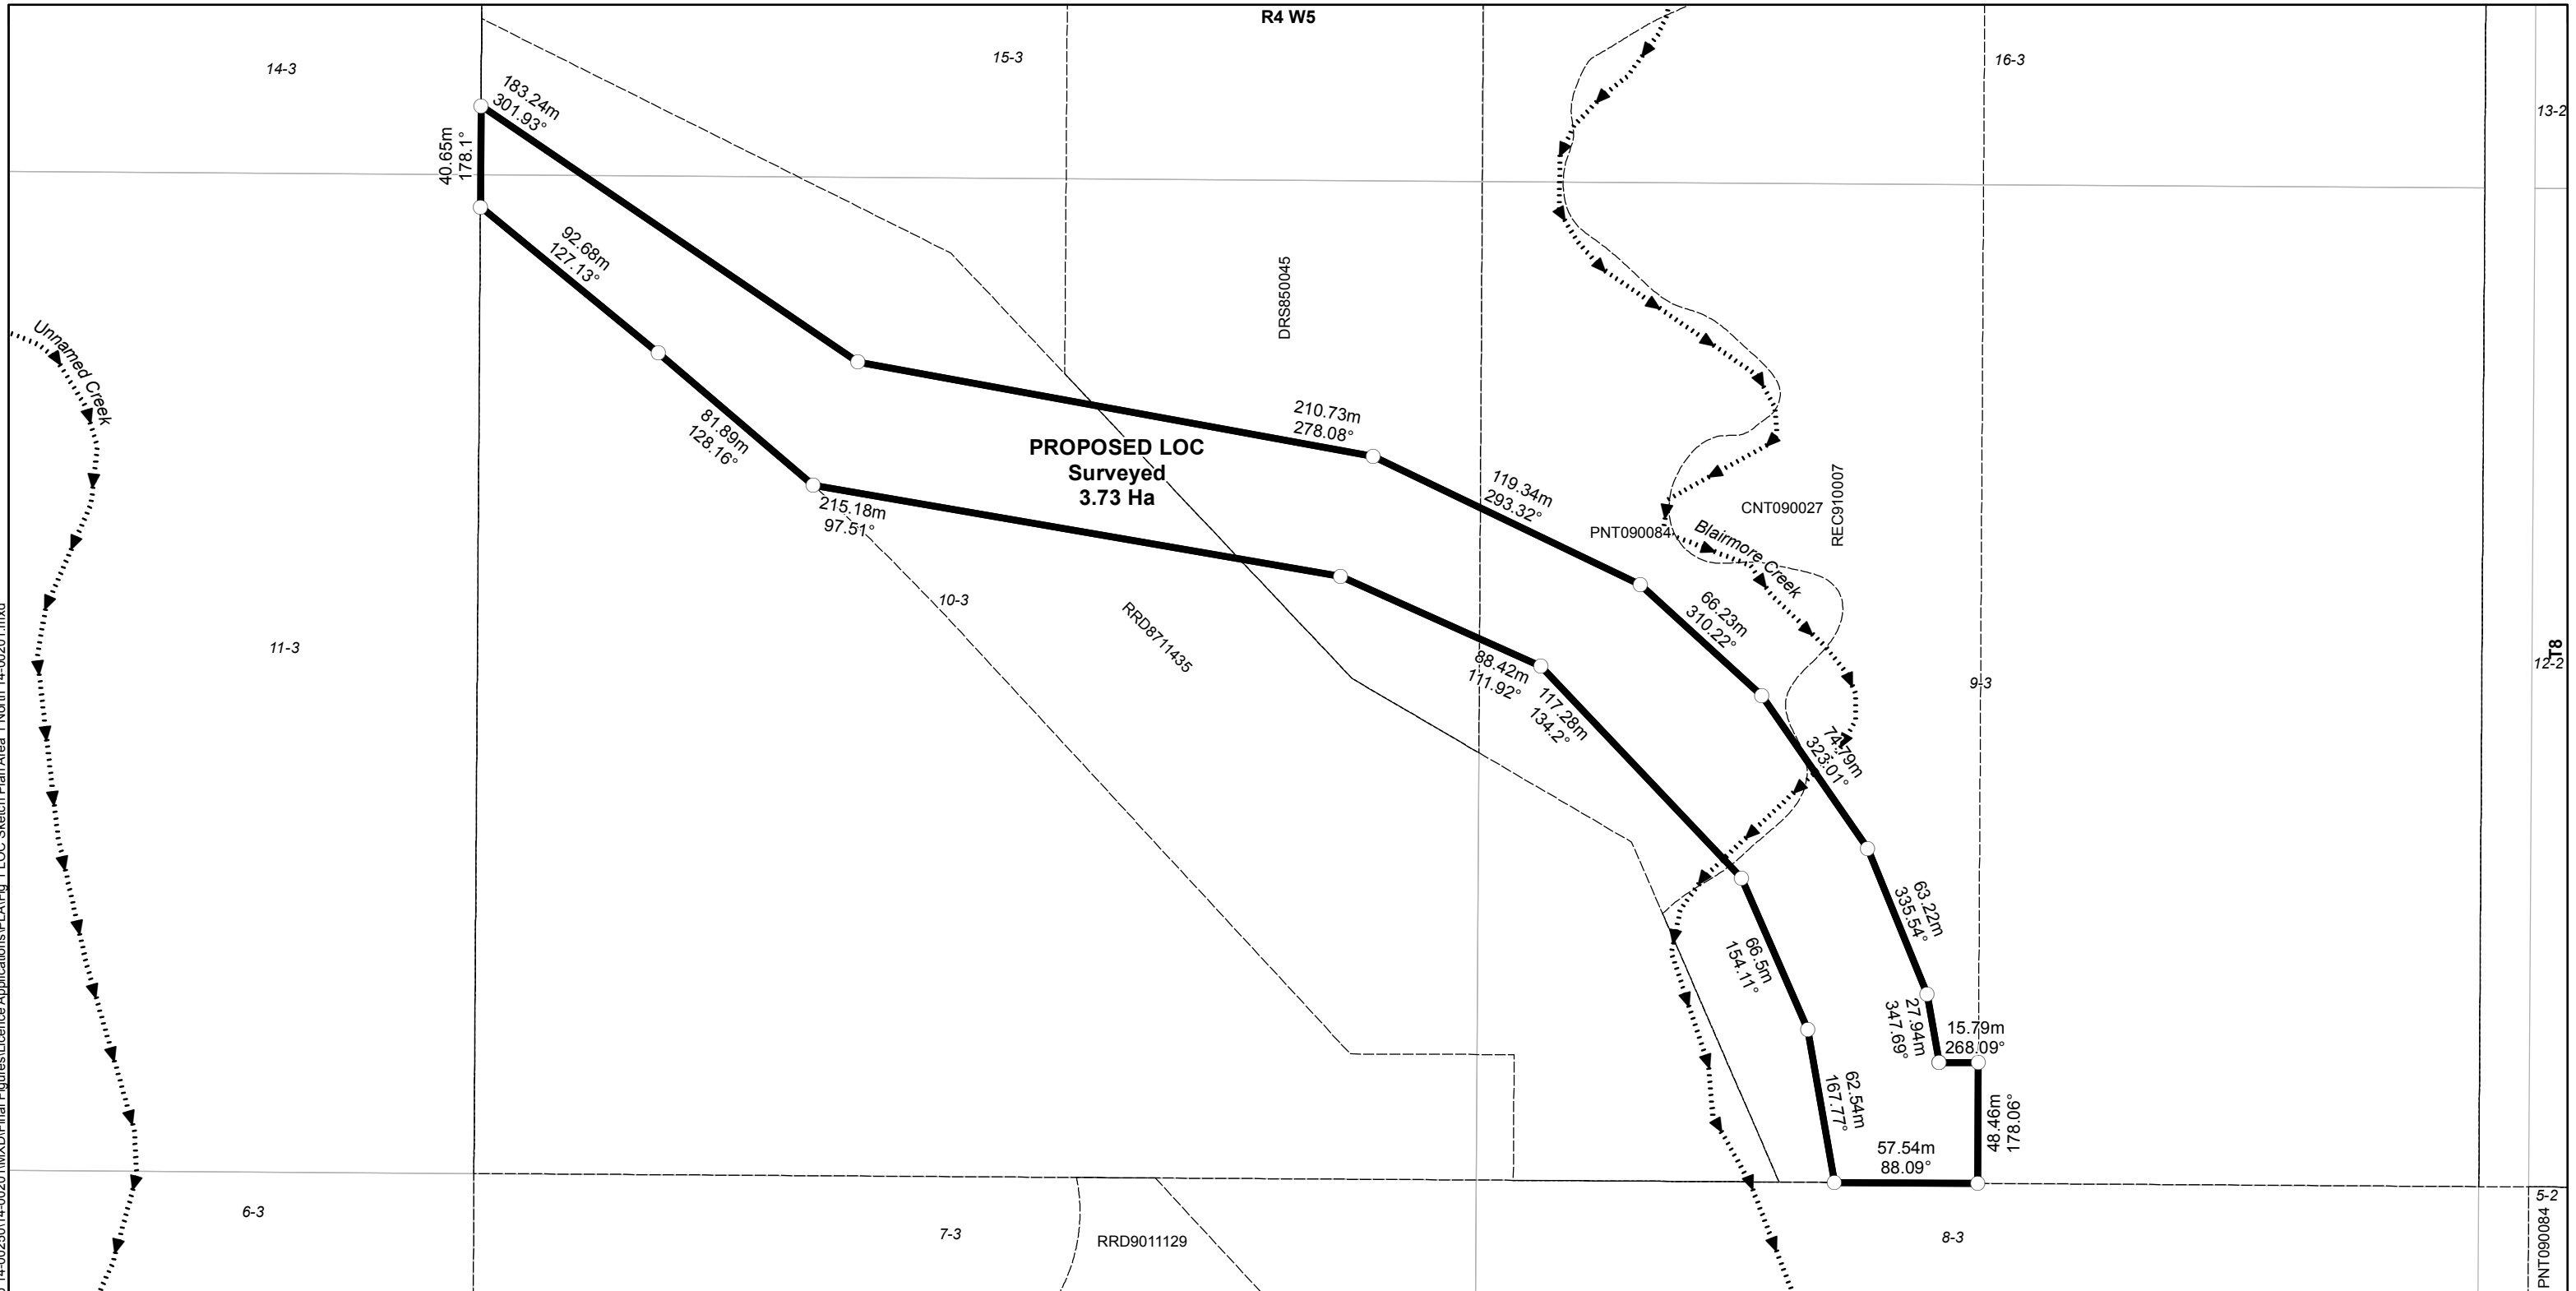 R4 W5
14-3
15-3
16-3
13-2
183.24m
301.93°
40.65m
178.1°
92.68m
127.13°
Unnamed Creek
DRS850045
81.89m
128.16°
210.73m
278.08°
PROPOSED LOC
Surveyed
3.73 Ha
215.18m
97.51°
119.34m
293.32°
CNT090027
REC910007
PNT090084
Blairmore Creek
10-3
RRD8711435
11-3
66.23m
310.22°
88.42m
111.92°
117.28m
134.2°
9-3
12-2
T8
74.79m
323.01°
63.22m
335.54°
66.5m
154.11°
27.94m
347.69°
15.79m
268.09°
62.54m
167.77°
48.46m
178.06°
57.54m
88.09°
6-3
7-3
RRD9011129
8-3
5-2
PNT090084